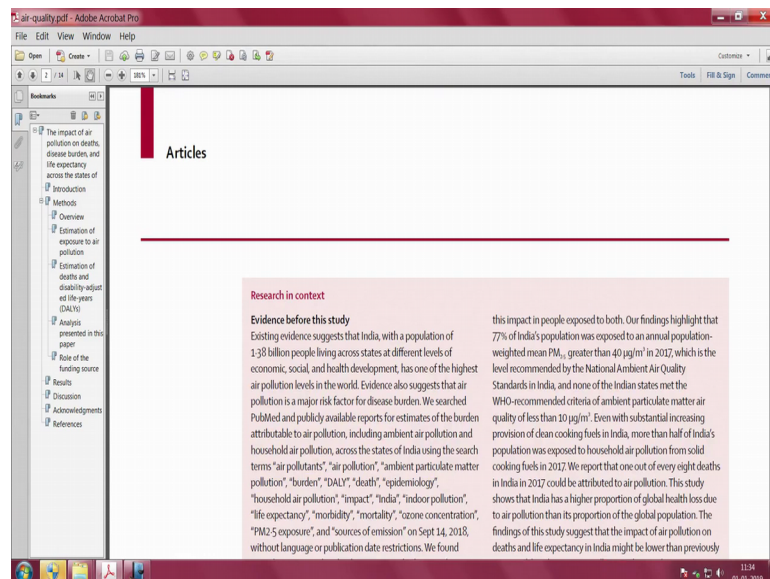 air-quality.pdf - Adobe Acrobat Pro
File Edit View Window Help
Open Create
Customize
2 / 14
181%
Tools Fill & Sign Commen
Bookmarks
The impact of air
pollution on deaths,
disease burden, and
life expectancy
across the states of
Introduction
Methods
Overview
Estimation of
exposure to air
pollution
Estimation of
deaths and
disability-adjust
ed life-years
(DALYs)
Analysis
presented in this
paper
Role of the
funding source
Results
Discussion
Acknowledgments
References
Articles
Research in context
Evidence before this study
Existing evidence suggests that India, with a population of
1·38 billion people living across states at different levels of
economic, social, and health development, has one of the highest
air pollution levels in the world. Evidence also suggests that air
pollution is a major risk factor for disease burden. We searched
PubMed and publicly available reports for estimates of the burden
attributable to air pollution, including ambient air pollution and
household air pollution, across the states of India using the search
terms “air pollutants”, “air pollution”, “ambient particulate matter
pollution”, “burden”, “DALY”, “death”, “epidemiology”,
“household air pollution”, “impact”, “India”, “indoor pollution”,
“life expectancy”, “morbidity”, “mortality”, “ozone concentration”,
“PM2·5 exposure”, and “sources of emission” on Sept 14, 2018,
without language or publication date restrictions. We found
this impact in people exposed to both. Our findings highlight that
77% of India’s population was exposed to an annual population-
weighted mean PM2·5 greater than 40 µg/m³ in 2017, which is the
level recommended by the National Ambient Air Quality
Standards in India, and none of the Indian states met the
WHO-recommended criteria of ambient particulate matter air
quality of less than 10 µg/m³. Even with substantial increasing
provision of clean cooking fuels in India, more than half of India’s
population was exposed to household air pollution from solid
cooking fuels in 2017. We report that one out of every eight deaths
in India in 2017 could be attributed to air pollution. This study
shows that India has a higher proportion of global health loss due
to air pollution than its proportion of the global population. The
findings of this study suggest that the impact of air pollution on
deaths and life expectancy in India might be lower than previously
11:34
01-01-2019